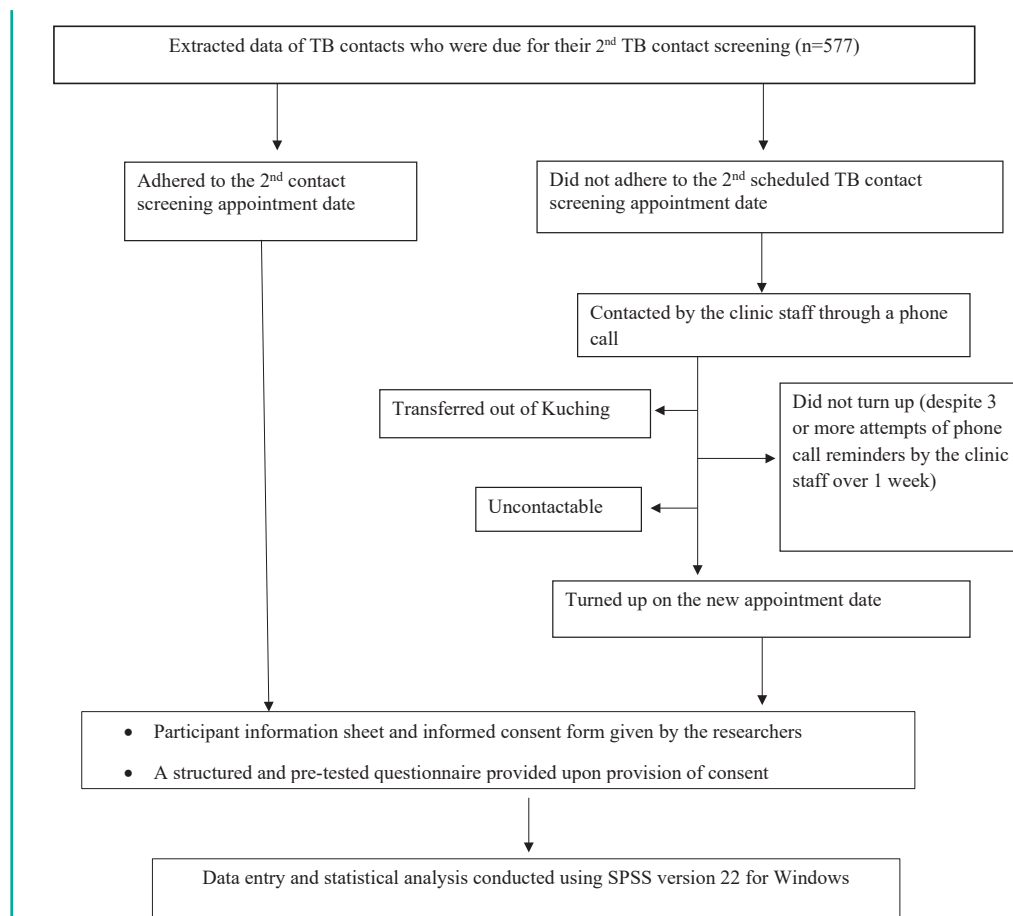 Extracted data of TB contacts who were due for their 2nd TB contact screening (n=577)
Adhered to the 2nd contact
screening appointment date
Did not adhere to the 2nd scheduled TB contact
screening appointment date
Contacted by the clinic staff through a phone
call
Transferred out of Kuching
Did not turn up (despite 3
or more attempts of phone
call reminders by the clinic
staff over 1 week)
Uncontactable
Turned up on the new appointment date
• Participant information sheet and informed consent form given by the researchers
• A structured and pre-tested questionnaire provided upon provision of consent
Data entry and statistical analysis conducted using SPSS version 22 for Windows